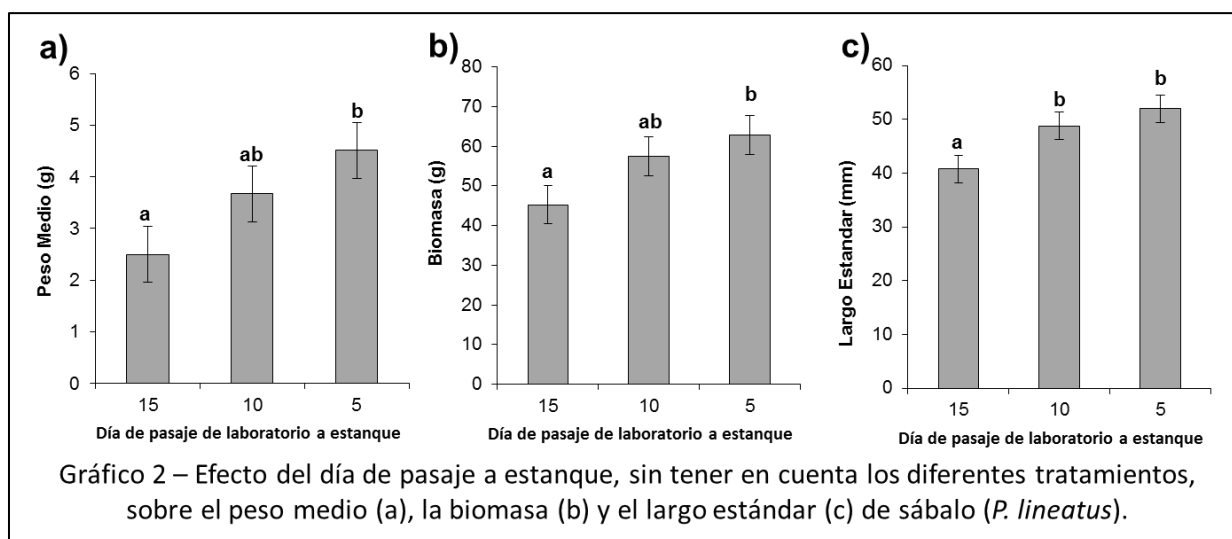 a)
6
5
4
3
2
1
0
Peso Medio (g)
a
ab
b
15 10 5
Día de pasaje de laboratorio a estanque
b)
80
70
60
50
40
30
20
10
0
Biomasa (g)
a
ab
b
15 10 5
Día de pasaje de laboratorio a estanque
c)
60
50
40
30
20
10
0
Largo Estandar (mm)
a
b
b
15 10 5
Día de pasaje de laboratorio a estanque
Gráfico 2 – Efecto del día de pasaje a estanque, sin tener en cuenta los diferentes tratamientos,
sobre el peso medio (a), la biomasa (b) y el largo estándar (c) de sábalo (P. lineatus).